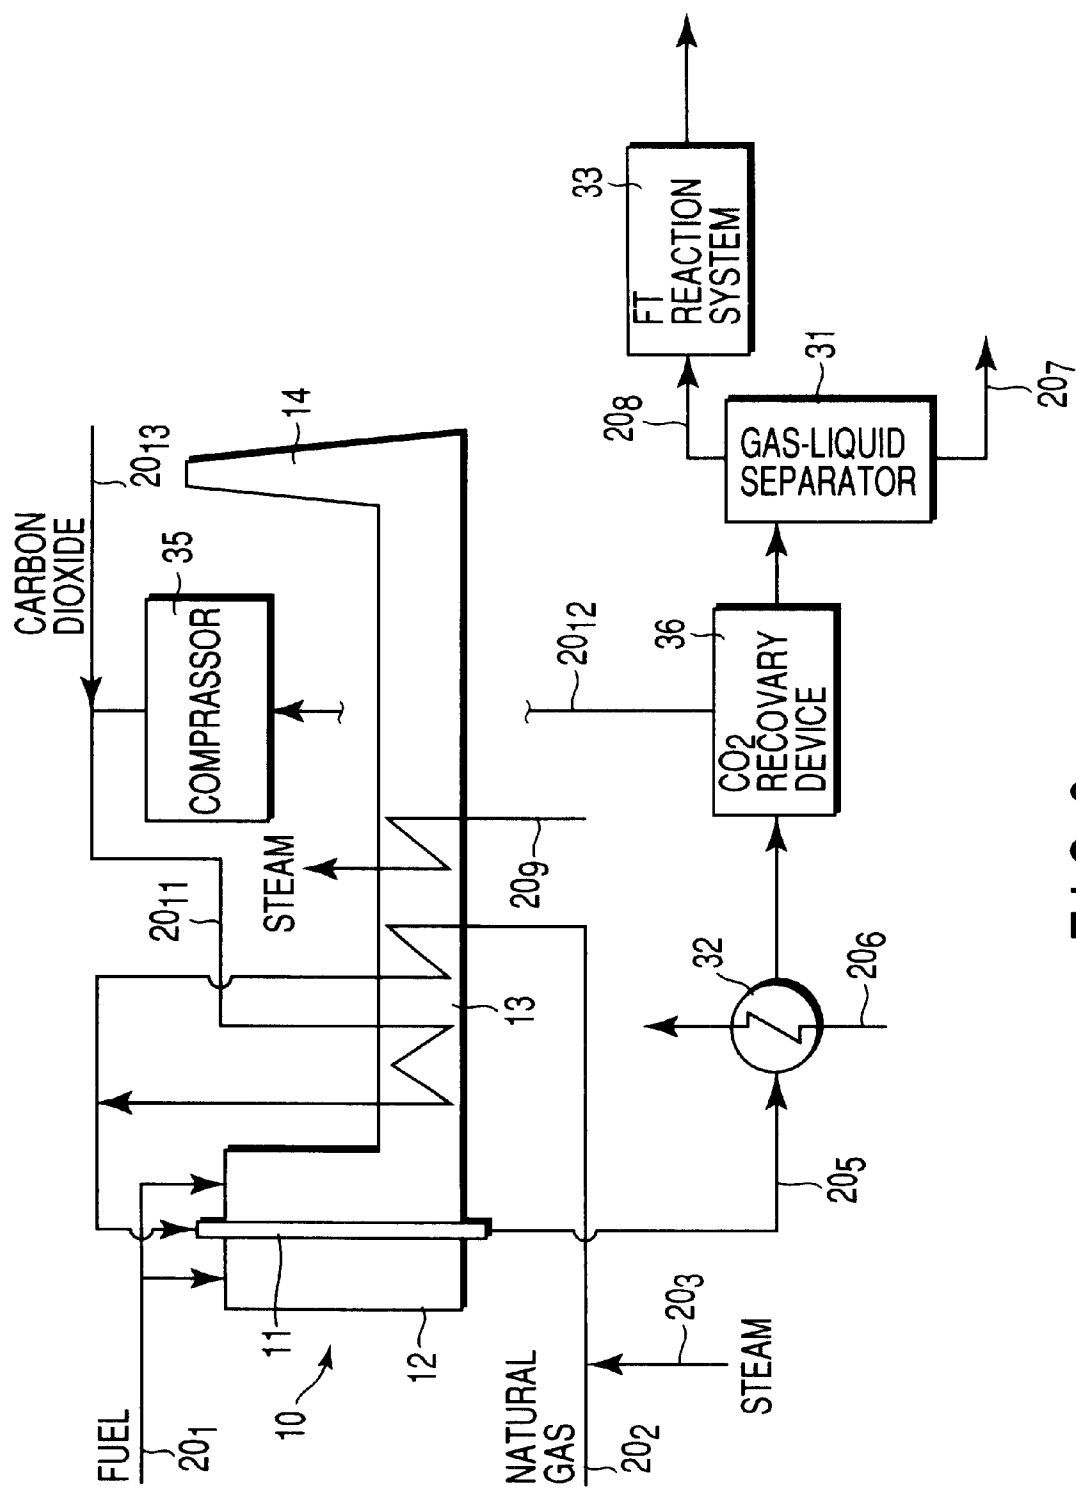 FUEL
20₁
10
11
12
13
14
NATURAL
GAS
20₂
20₃
STEAM
STEAM
20₉
20₁₁
CARBON
DIOXIDE
20₁₃
COMPRASSOR
35
20₅
32
20₆
20₁₂
CO₂
RECOVARY
DEVICE
36
GAS-LIQUID
SEPARATOR
31
20₇
20₈
FT
REACTION
SYSTEM
33